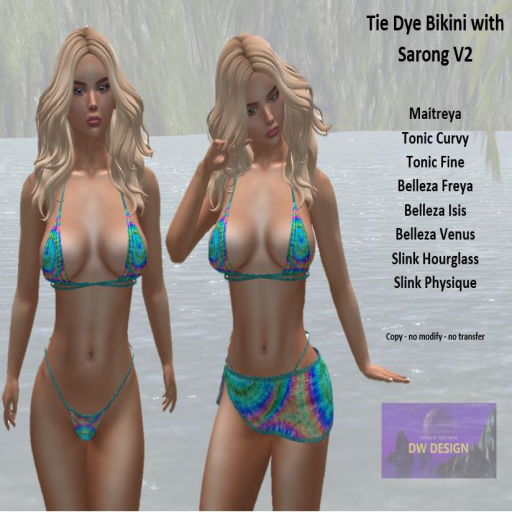 Tie Dye Bikini with
Sarong V2
Maitreya
Tonic Curvy
Tonic Fine
Belleza Freya
Belleza Isis
Belleza Venus
Slink Hourglass
Slink Physique
Copy - no modify - no transfer
DW DESIGN